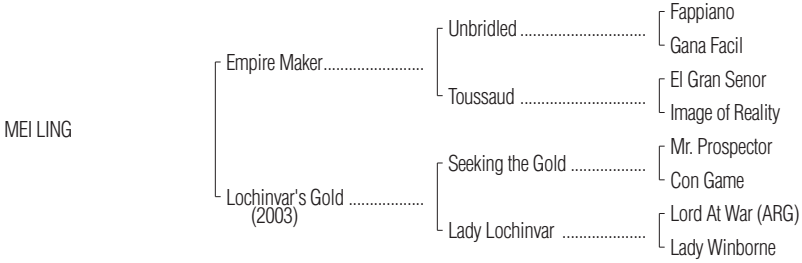 Fappiano
Unbridled ..............................
Gana Facil
Empire Maker........................
El Gran Senor
Toussaud ..............................
Image of Reality
MEI LING
Mr. Prospector
Seeking the Gold ..................
Con Game
Lochinvar's Gold ..................
(2003)
Lord At War (ARG)
Lady Lochinvar ....................
Lady Winborne